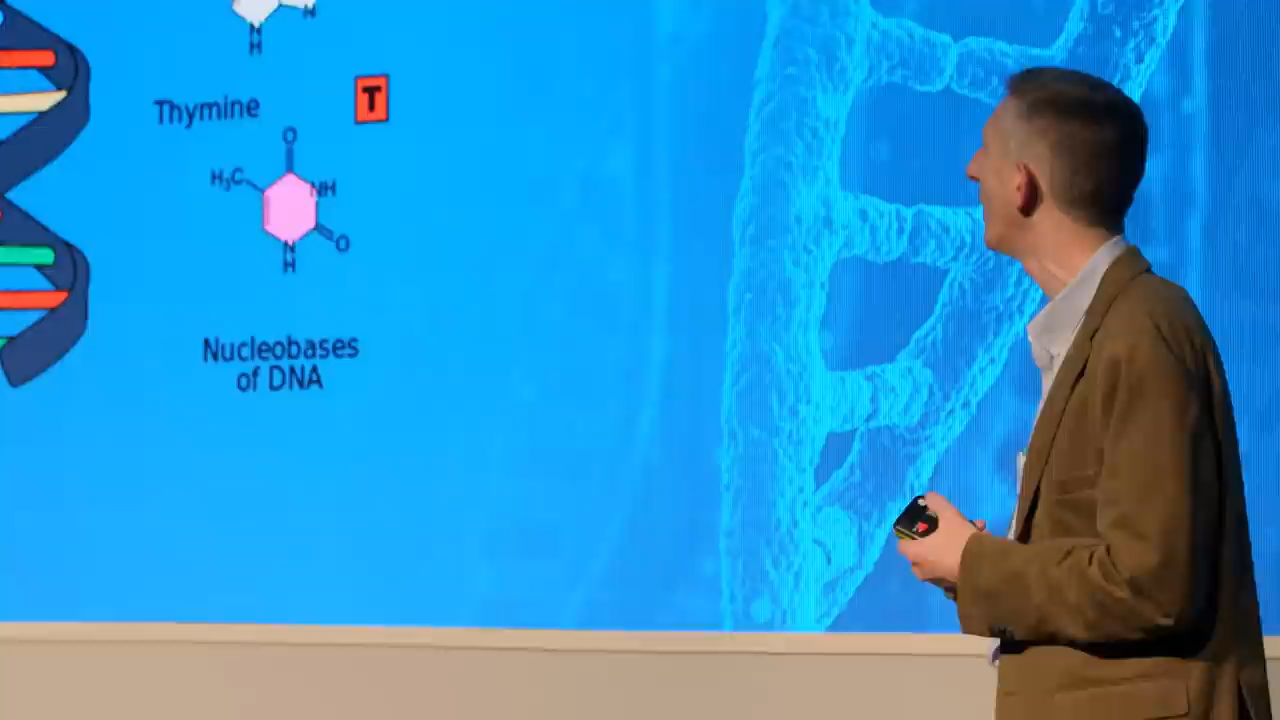 N
H
N
Thymine
T
O
H₃C
NH
N
O
H
Nucleobases
of DNA